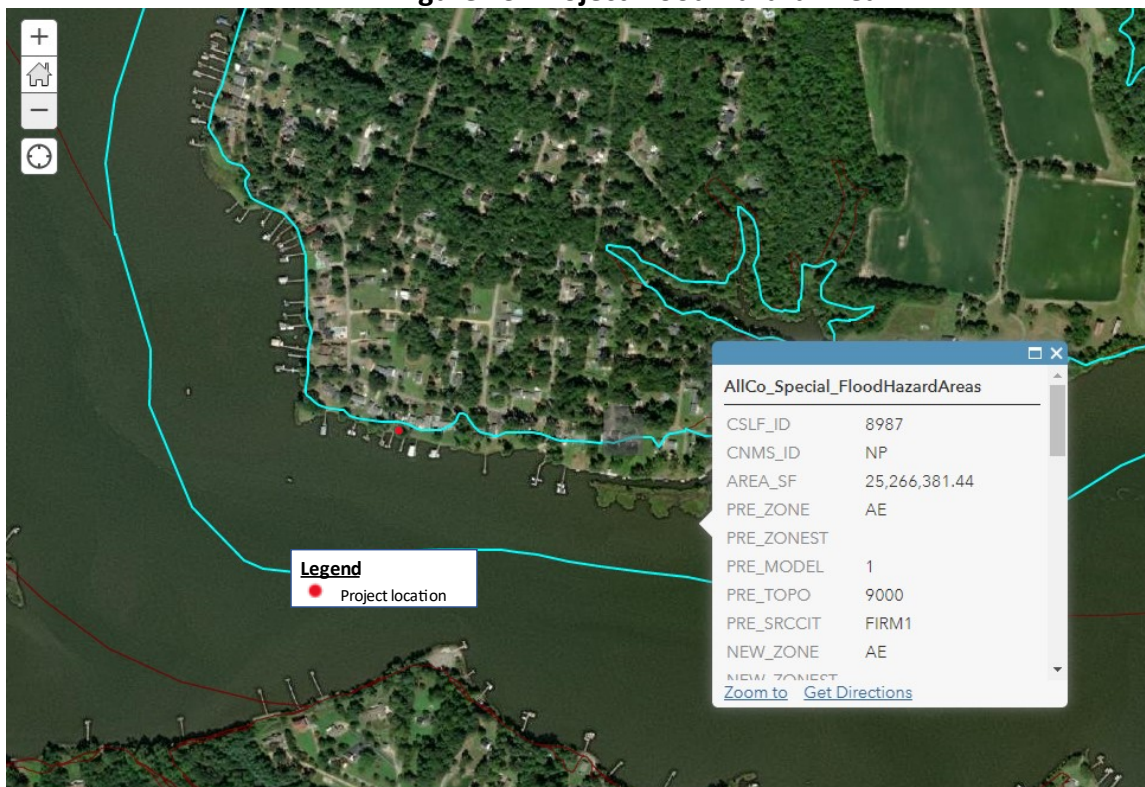 +
−
AllCo_Special_FloodHazardAreas
CSLF_ID 8987
CNMS_ID NP
AREA_SF 25,266,381.44
PRE_ZONE AE
PRE_ZONEST
PRE_MODEL 1
PRE_TOPO 9000
PRE_SRCCIT FIRM1
NEW_ZONE AE
Zoom to Get Directions
Legend
Project location